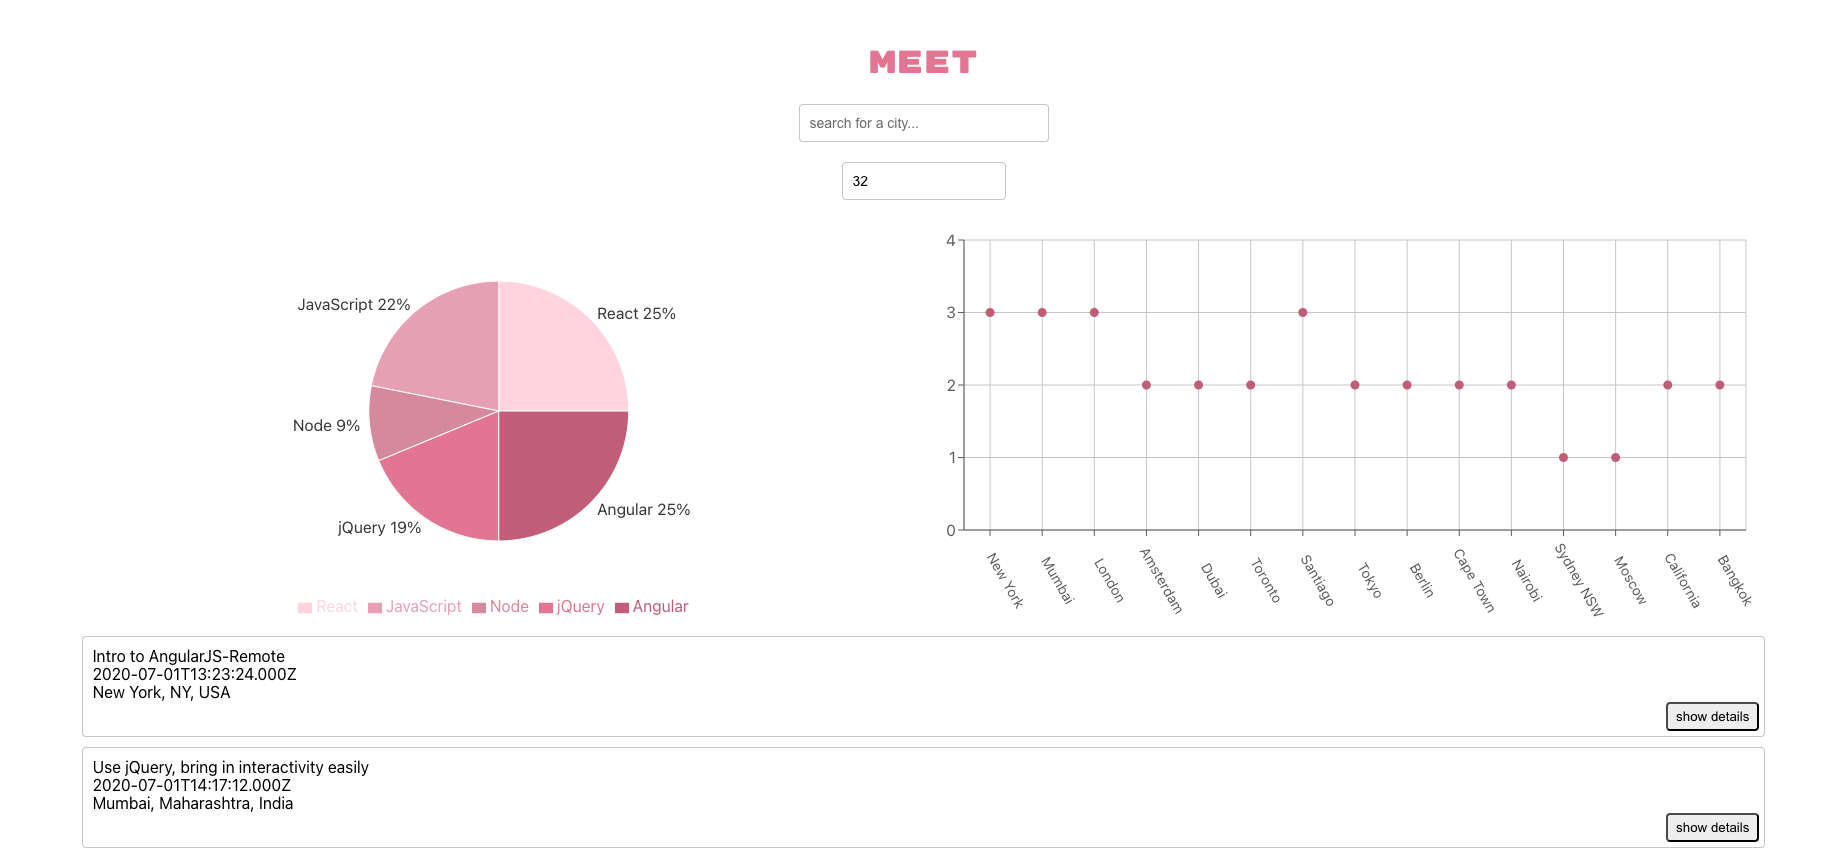 MEET
search for a city...
32
JavaScript 22%
React 25%
Node 9%
jQuery 19%
Angular 25%
React JavaScript Node jQuery Angular
4
3
2
1
0
New York
Mumbai
London
Amsterdam
Dubai
Toronto
Santiago
Tokyo
Berlin
Cape Town
Nairobi
Sydney NSW
Moscow
California
Bangkok
Intro to AngularJS-Remote
2020-07-01T13:23:24.000Z
New York, NY, USA
show details
Use jQuery, bring in interactivity easily
2020-07-01T14:17:12.000Z
Mumbai, Maharashtra, India
show details